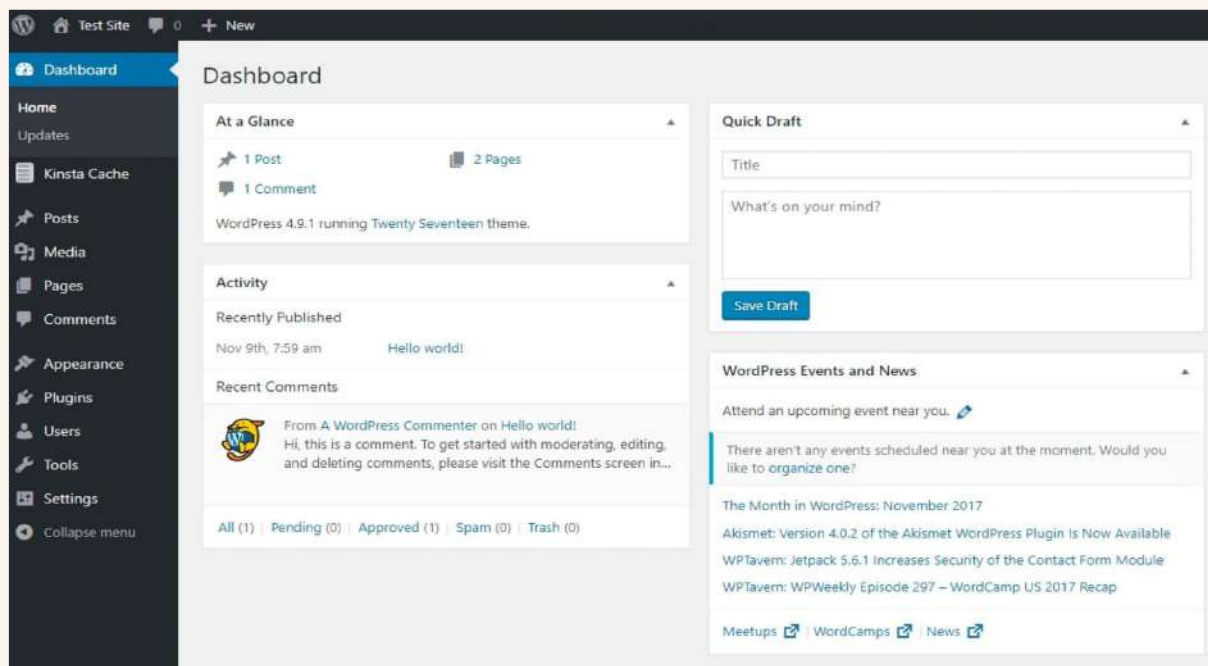 Test Site 0 New
Dashboard
Home
Updates
Kinsta Cache
Posts
Media
Pages
Comments
Appearance
Plugins
Users
Tools
Settings
Collapse menu
Dashboard
At a Glance
1 Post 2 Pages
1 Comment
WordPress 4.9.1 running Twenty Seventeen theme.
Activity
Recently Published
Nov 9th, 7:59 am Hello world!
Recent Comments
From A WordPress Commenter on Hello world!
Hi, this is a comment. To get started with moderating, editing,
and deleting comments, please visit the Comments screen in...
All (1) | Pending (0) | Approved (1) | Spam (0) | Trash (0)
Quick Draft
Title
What's on your mind?
Save Draft
WordPress Events and News
Attend an upcoming event near you.
There aren't any events scheduled near you at the moment. Would you
like to organize one?
The Month in WordPress: November 2017
Akismet: Version 4.0.2 of the Akismet WordPress Plugin Is Now Available
WPTavern: Jetpack 5.6.1 Increases Security of the Contact Form Module
WPTavern: WPWeekly Episode 297 – WordCamp US 2017 Recap
Meetups | WordCamps | News